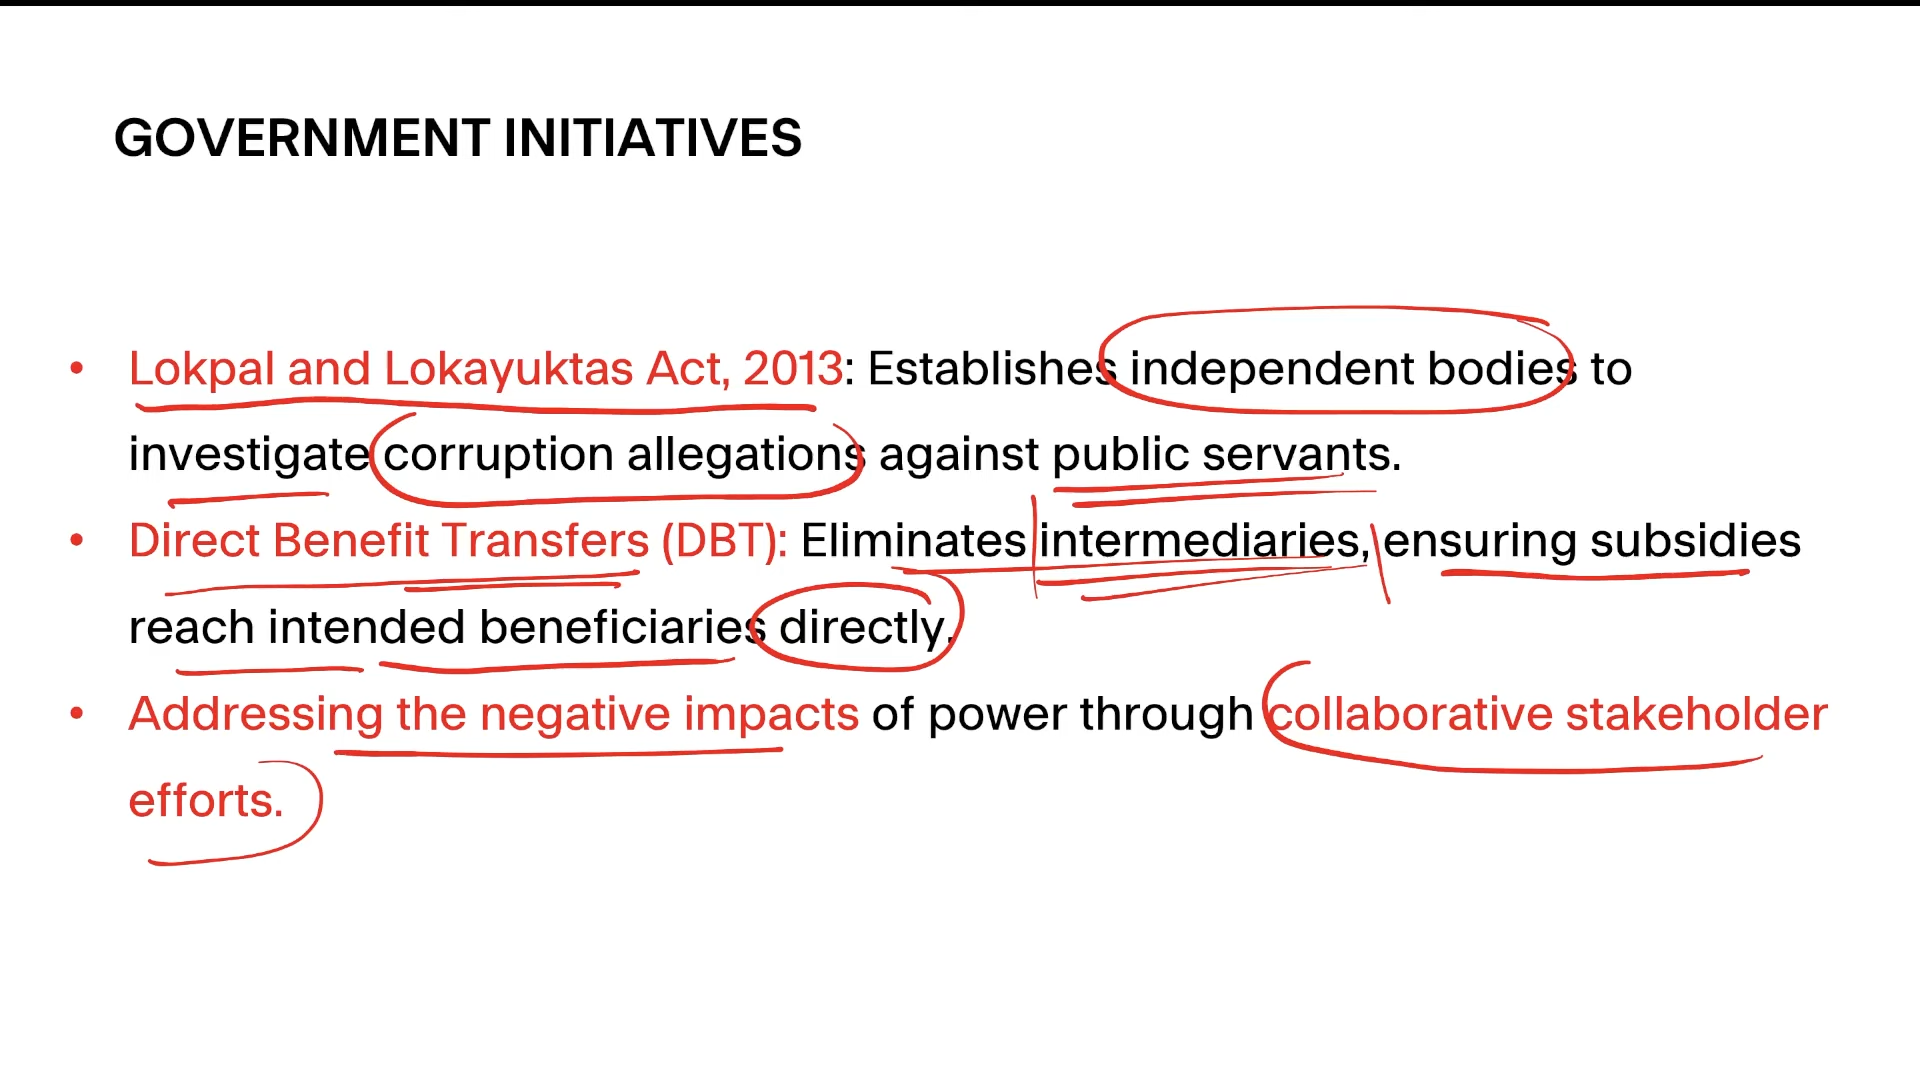 GOVERNMENT INITIATIVES
• Lokpal and Lokayuktas Act, 2013: Establishes independent bodies to
investigate corruption allegations against public servants.
• Direct Benefit Transfers (DBT): Eliminates intermediaries, ensuring subsidies
reach intended beneficiaries directly.
• Addressing the negative impacts of power through collaborative stakeholder
efforts.